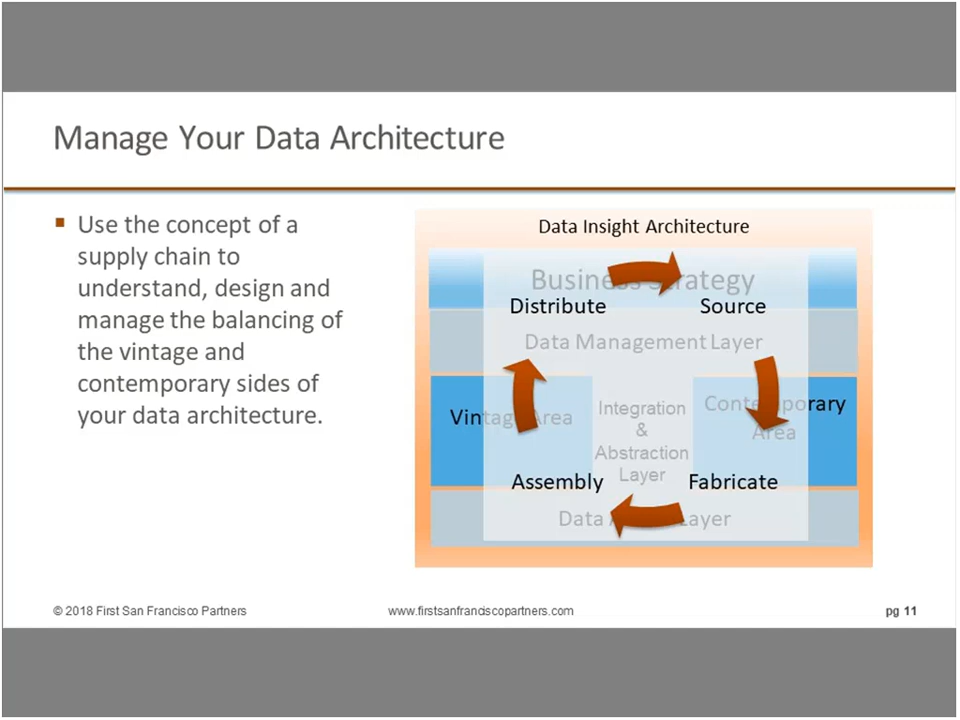 Manage Your Data Architecture
▪ Use the concept of a
supply chain to
understand, design and
manage the balancing of
the vintage and
contemporary sides of
your data architecture.
Data Insight Architecture
Business Strategy
Distribute
Source
Data Management Layer
Vintage Area
Integration
&
Abstraction
Layer
Contemporary
Area
Assembly
Fabricate
Data Layer
© 2018 First San Francisco Partners
www.firstsanfranciscopartners.com
pg 11